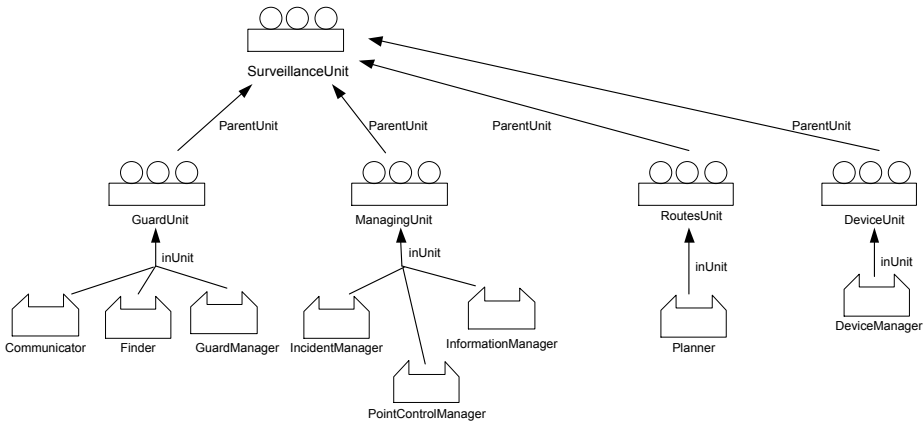 SurveillanceUnit
ParentUnit
ParentUnit
ParentUnit
ParentUnit
GuardUnit
ManagingUnit
RoutesUnit
DeviceUnit
inUnit
inUnit
inUnit
inUnit
Communicator
Finder
GuardManager
IncidentManager
InformationManager
Planner
DeviceManager
PointControlManager